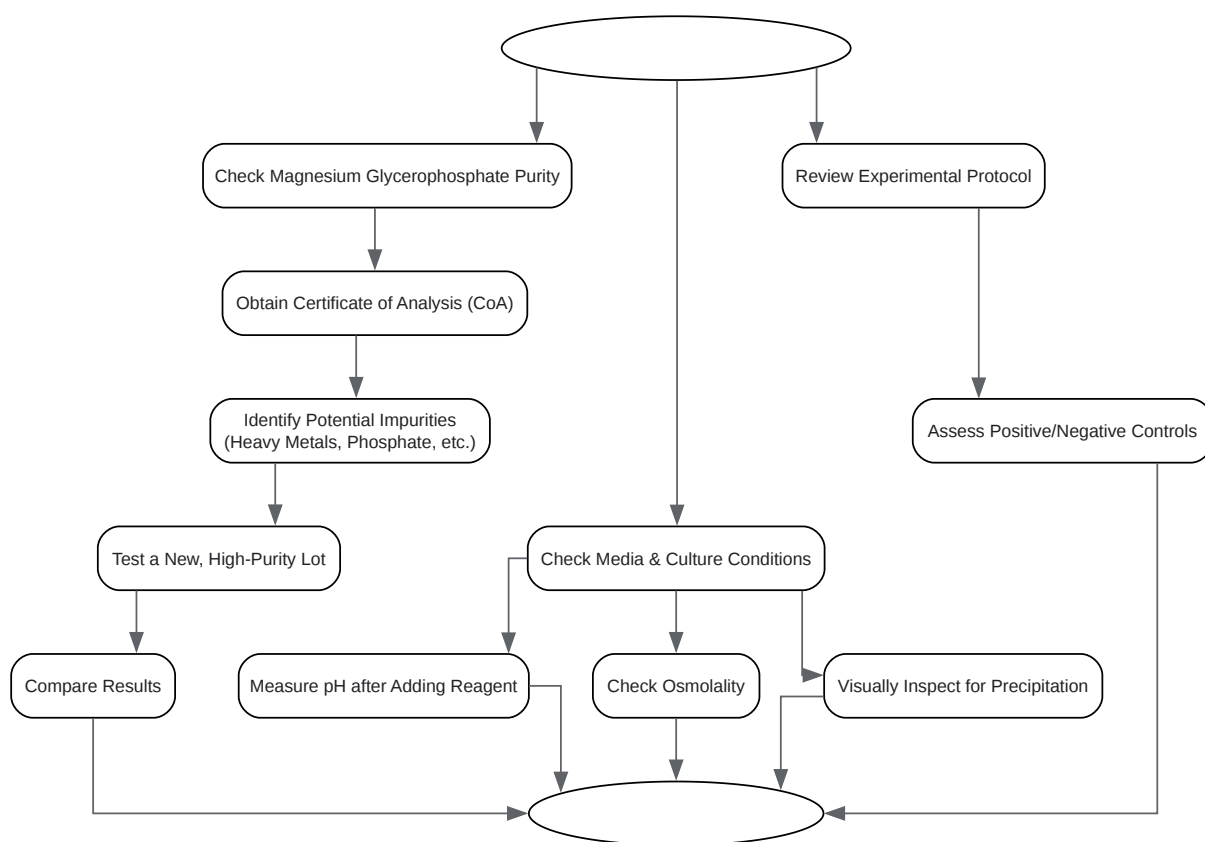 Check Magnesium Glycerophosphate Purity
Review Experimental Protocol
Obtain Certificate of Analysis (CoA)
Identify Potential Impurities
(Heavy Metals, Phosphate, etc.)
Assess Positive/Negative Controls
Test a New, High-Purity Lot
Check Media & Culture Conditions
Compare Results
Measure pH after Adding Reagent
Check Osmolality
Visually Inspect for Precipitation